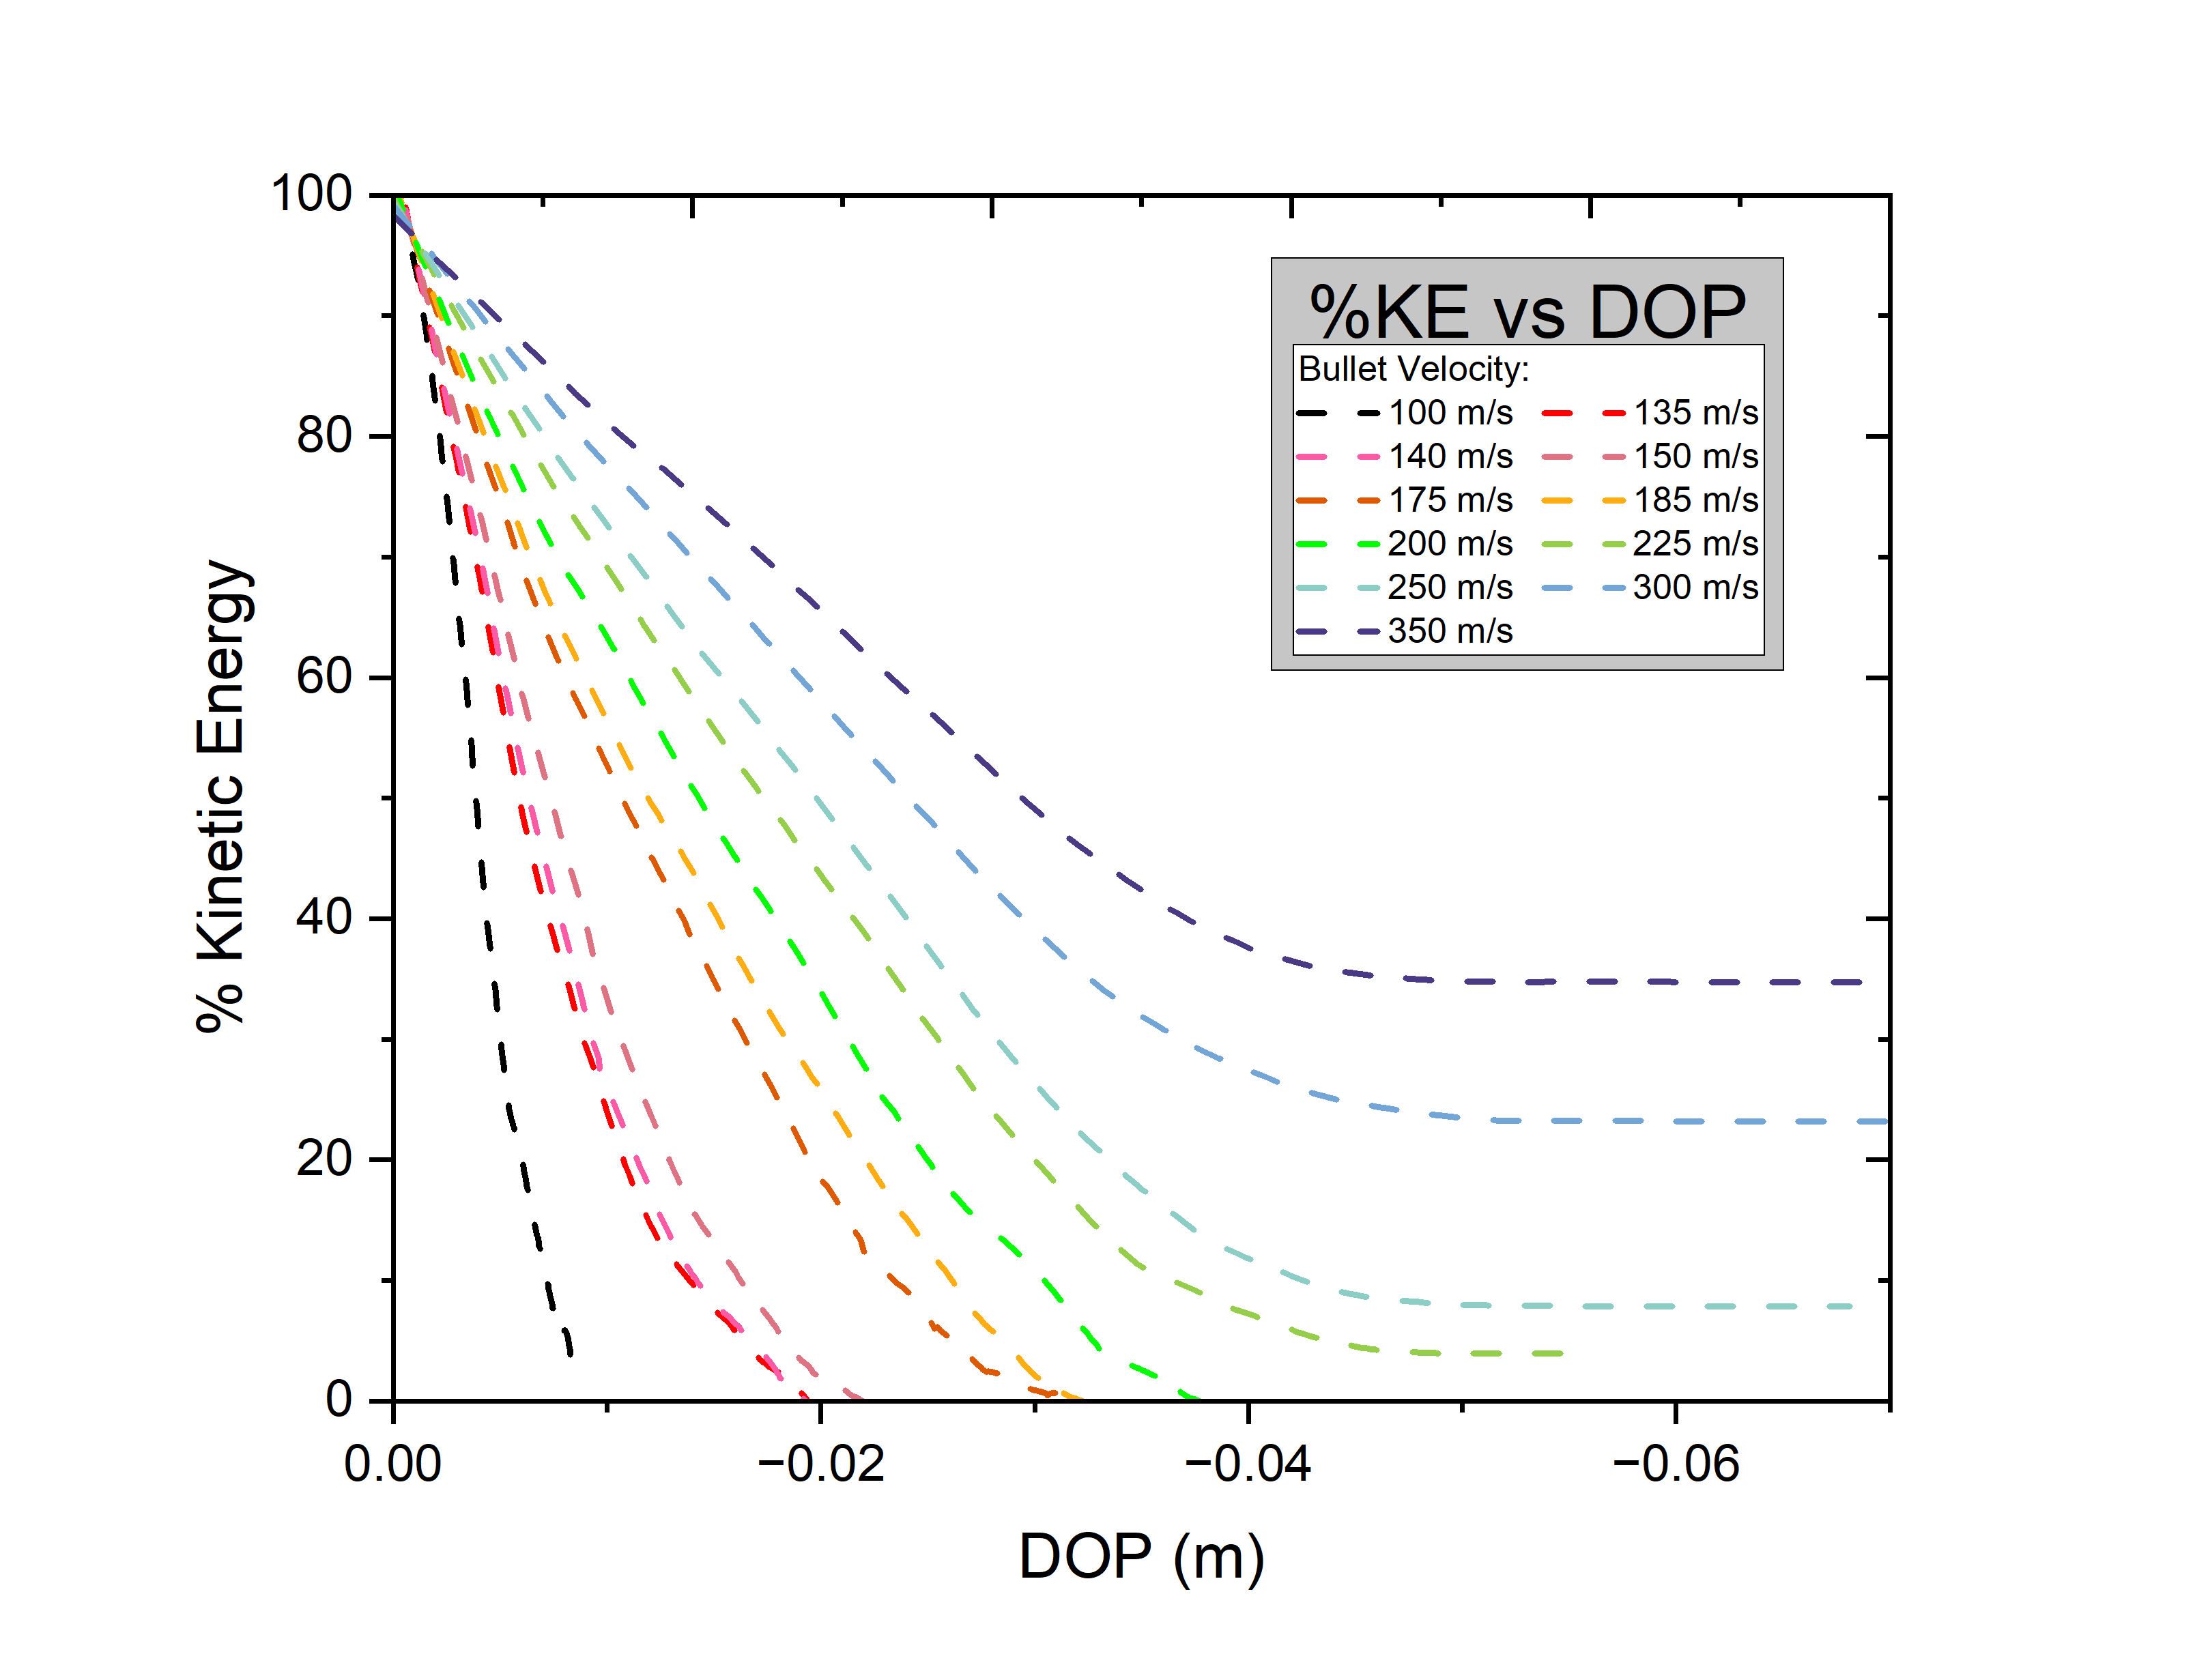 %KE vs DOP
Bullet Velocity:
100 m/s 135 m/s
140 m/s 150 m/s
175 m/s 185 m/s
200 m/s 225 m/s
250 m/s 300 m/s
350 m/s
% Kinetic Energy
100
80
60
40
20
0
0.00 −0.02 −0.04 −0.06
DOP (m)